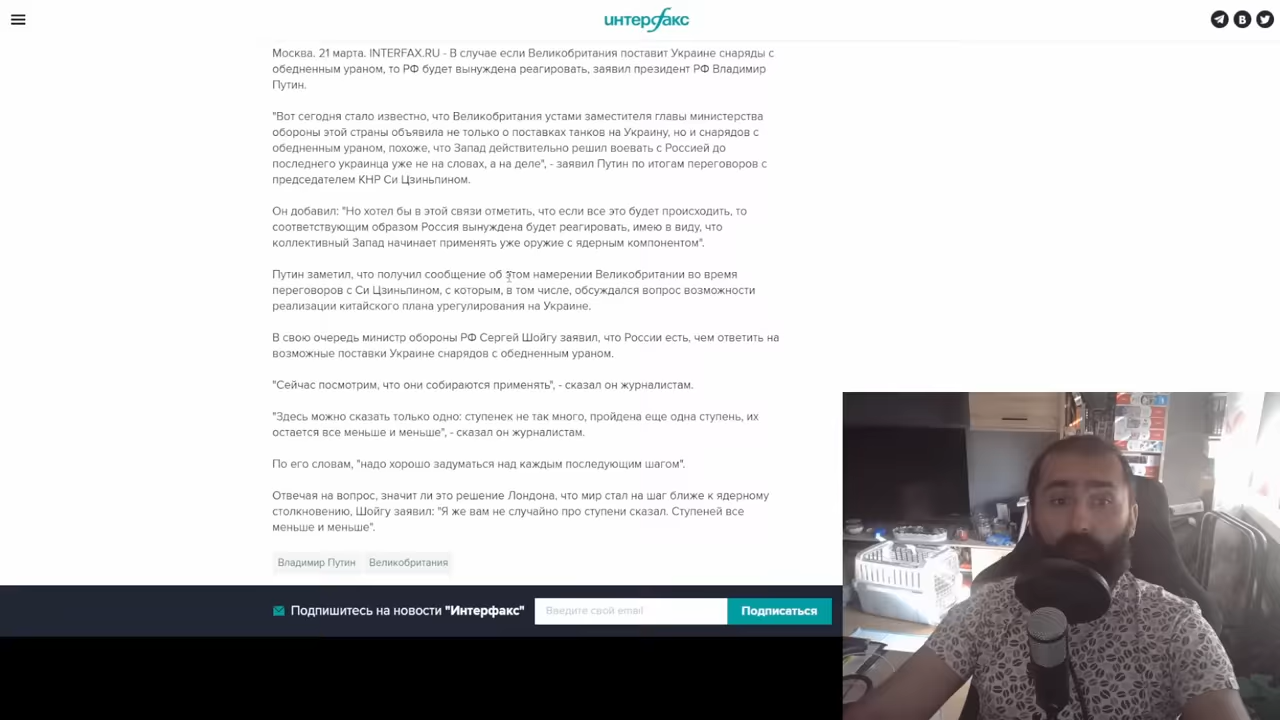 интерфакс
Москва. 21 марта. INTERFAX.RU - В случае если Великобритания поставит Украине снаряды с
обедненным ураном, то РФ будет вынуждена реагировать, заявил президент РФ Владимир
Путин.
"Вот сегодня стало известно, что Великобритания устами заместителя главы министерства
обороны этой страны объявила не только о поставках танков на Украину, но и снарядов с
обедненным ураном, похоже, что Запад действительно решил воевать с Россией до
последнего украинца уже не на словах, а на деле", - заявил Путин по итогам переговоров с
председателем КНР Си Цзиньпином.
Он добавил: "Но хотел бы в этой связи отметить, что если все это будет происходить, то
соответствующим образом Россия вынуждена будет реагировать, имею в виду, что
коллективный Запад начинает применять уже оружие с ядерным компонентом".
Путин заметил, что получил сообщение об этом намерении Великобритании во время
переговоров с Си Цзиньпином, с которым, в том числе, обсуждался вопрос возможности
реализации китайского плана урегулирования на Украине.
В свою очередь министр обороны РФ Сергей Шойгу заявил, что России есть, чем ответить на
возможные поставки Украине снарядов с обедненным ураном.
"Сейчас посмотрим, что они собираются применять", - сказал он журналистам.
"Здесь можно сказать только одно: ступенек не так много, пройдена еще одна ступень, их
остается все меньше и меньше", - сказал он журналистам.
По его словам, "надо хорошо задуматься над каждым последующим шагом".
Отвечая на вопрос, значит ли это решение Лондона, что мир стал на шаг ближе к ядерному
столкновению, Шойгу заявил: "Я же вам не случайно про ступени сказал. Ступеней все
меньше и меньше".
Владимир Путин Великобритания
Подпишитесь на новости "Интерфакс" Введите свой email Подписаться